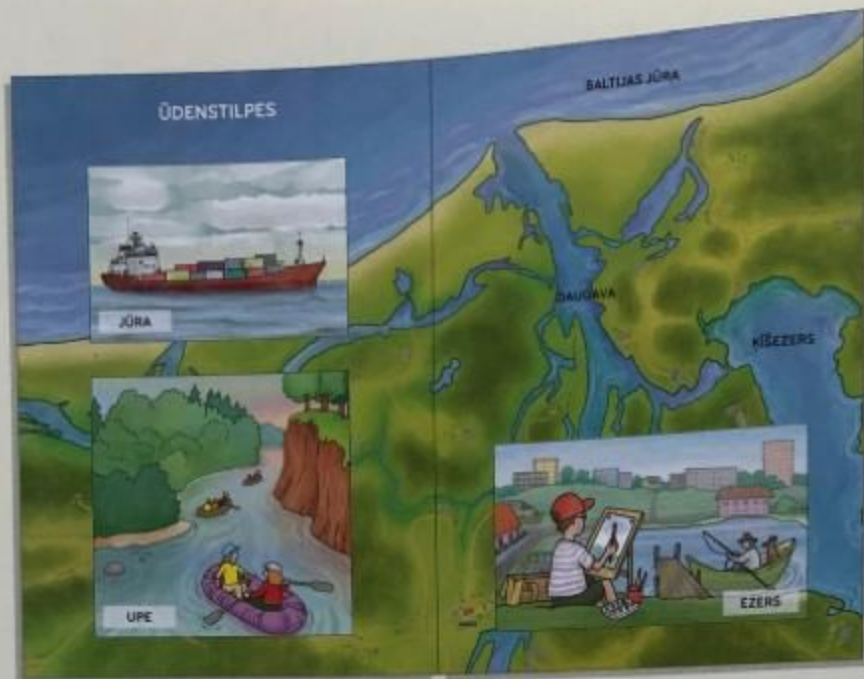 ŪDENSTILPES
BALTIJAS JŪRA
JŪRA
DAUGAVA
ĶĪŠEZERS
UPE
EZERS